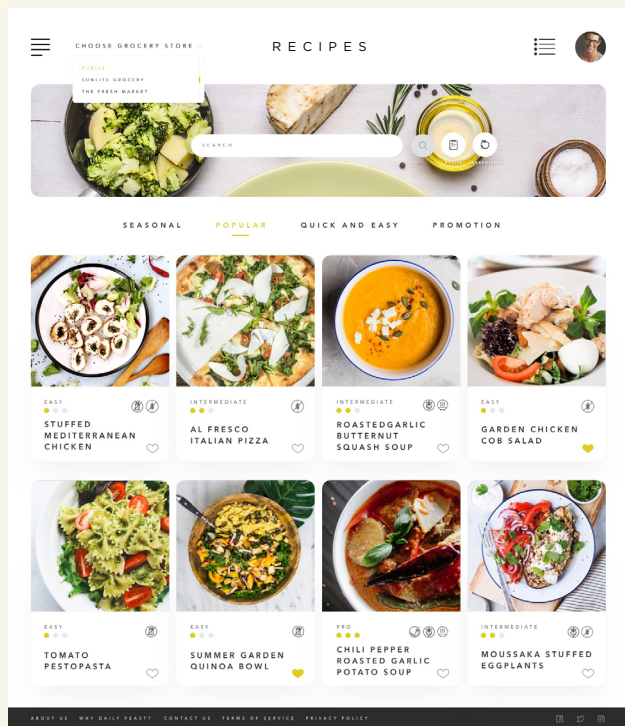 CHOOSE GROCERY STORE
RECIPES
PUBLIX
SUNLITE GROCERY
THE FRESH MARKET
SEARCH
SEASONAL
POPULAR
QUICK AND EASY
PROMOTION
EASY
STUFFED
MEDITERRANEAN
CHICKEN
INTERMEDIATE
AL FRESCO
ITALIAN PIZZA
INTERMEDIATE
ROASTEDGARLIC
BUTTERNUT
SQUASH SOUP
EASY
GARDEN CHICKEN
COB SALAD
EASY
TOMATO
PESTOPASTA
EASY
SUMMER GARDEN
QUINOA BOWL
PRO
CHILI PEPPER
ROASTED GARLIC
POTATO SOUP
INTERMEDIATE
MOUSSAKA STUFFED
EGGPLANTS
ABOUT US WHY DAILY FEAST? CONTACT US TERMS OF SERVICE PRIVACY POLICY